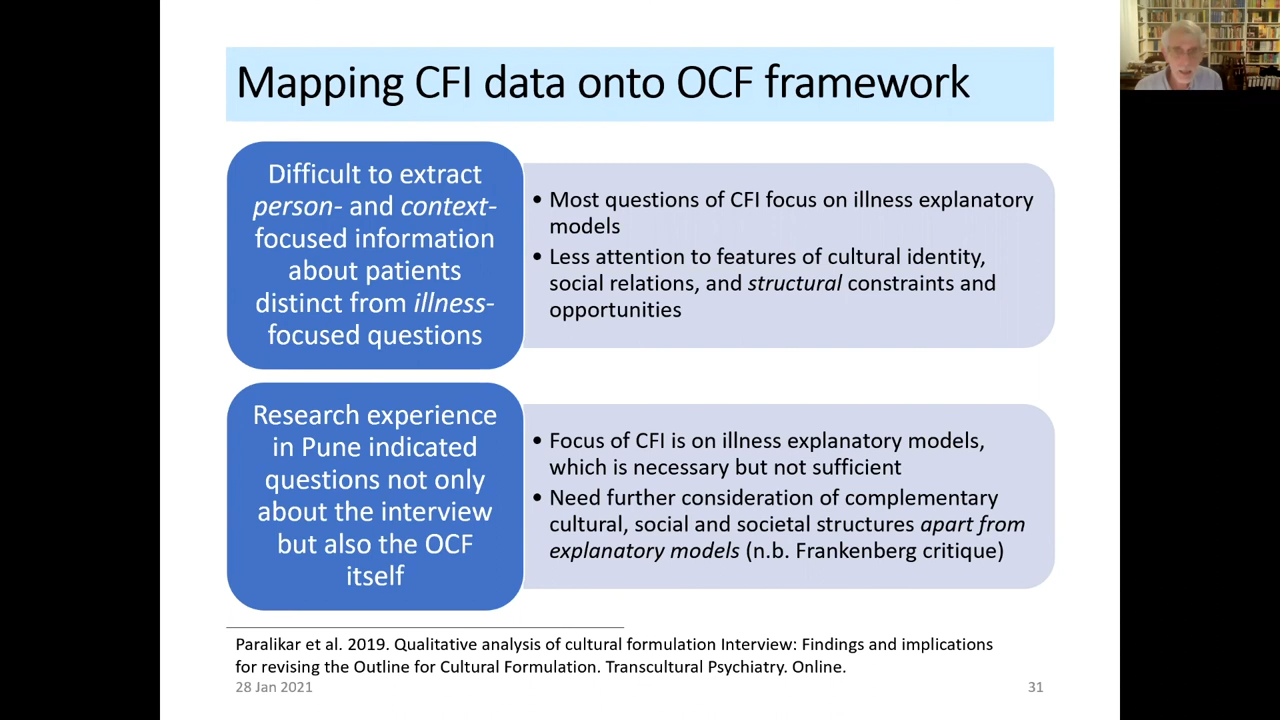 Mapping CFI data onto OCF framework
Difficult to extract
person- and context-
focused information
about patients
distinct from illness-
focused questions
• Most questions of CFI focus on illness explanatory
models
• Less attention to features of cultural identity,
social relations, and structural constraints and
opportunities
Research experience
in Pune indicated
questions not only
about the interview
but also the OCF
itself
• Focus of CFI is on illness explanatory models,
which is necessary but not sufficient
• Need further consideration of complementary
cultural, social and societal structures apart from
explanatory models (n.b. Frankenberg critique)
Paralikar et al. 2019. Qualitative analysis of cultural formulation Interview: Findings and implications
for revising the Outline for Cultural Formulation. Transcultural Psychiatry. Online.
28 Jan 2021
31